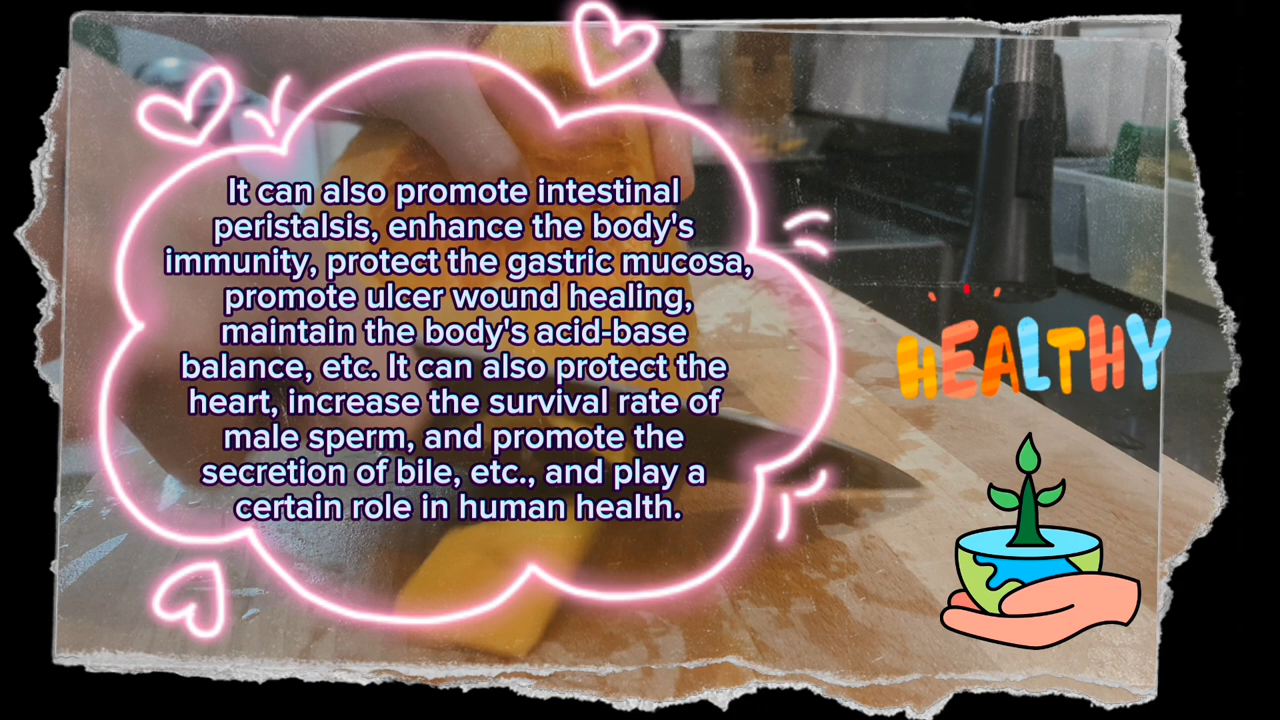 It can also promote intestinal
peristalsis, enhance the body's
immunity, protect the gastric mucosa,
promote ulcer wound healing,
maintain the body's acid-base
balance, etc. It can also protect the
heart, increase the survival rate of
male sperm, and promote the
secretion of bile, etc., and play a
certain role in human health.
HEALTHY